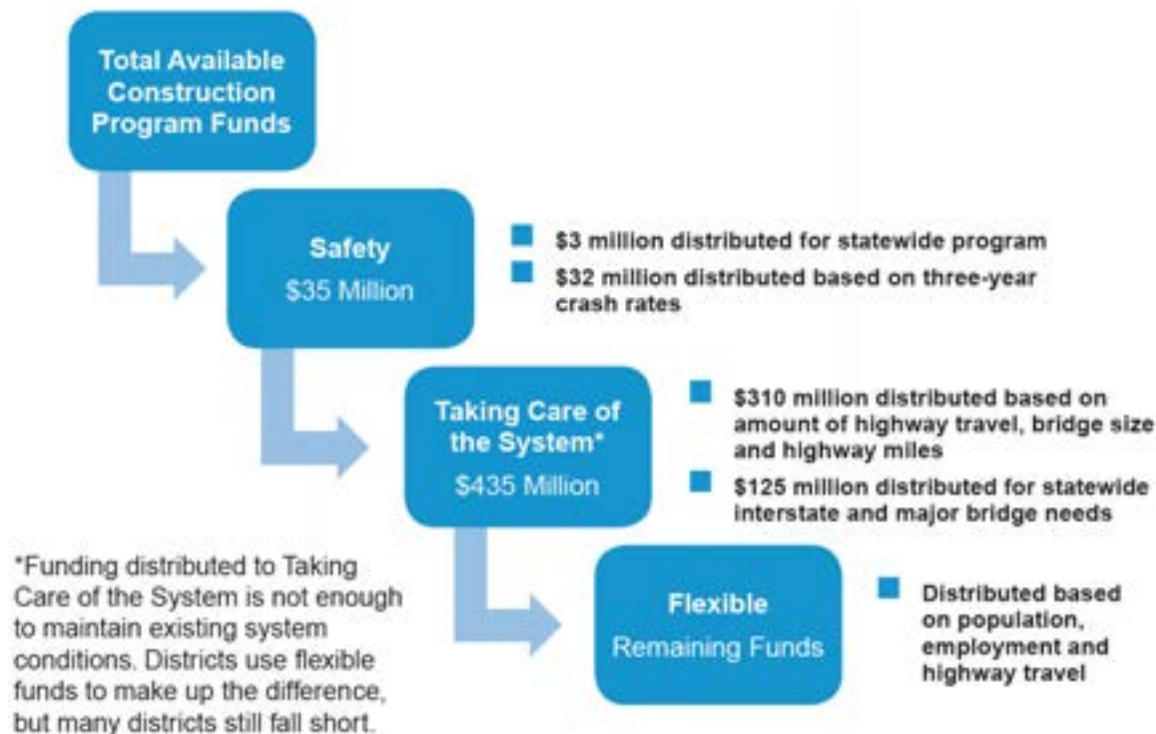 Total Available
Construction
Program Funds
Safety
$35 Million
$3 million distributed for statewide program
$32 million distributed based on three-year
crash rates
Taking Care of
the System*
$435 Million
$310 million distributed based on
amount of highway travel, bridge size
and highway miles
$125 million distributed for statewide
interstate and major bridge needs
*Funding distributed to Taking
Care of the System is not enough
to maintain existing system
conditions. Districts use flexible
funds to make up the difference,
but many districts still fall short.
Flexible
Remaining Funds
Distributed based
on population,
employment and
highway travel